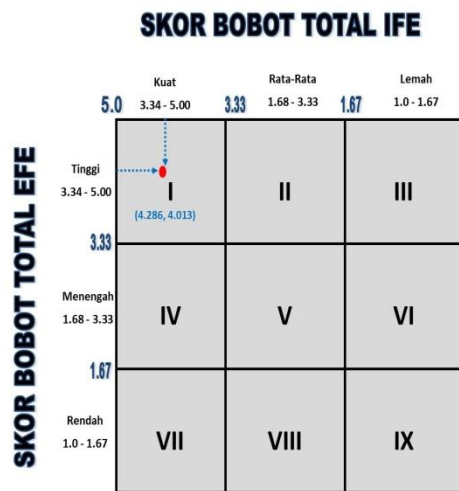 SKOR BOBOT TOTAL IFE
Kuat
Rata-Rata
Lemah
5.0
3.34 - 5.00
3.33
1.68 - 3.33
1.67
1.0 - 1.67
SKOR BOBOT TOTAL EFE
Tinggi
3.34 - 5.00
I
II
III
(4.286, 4.013)
3.33
Menengah
1.68 - 3.33
IV
V
VI
1.67
Rendah
1.0 - 1.67
VII
VIII
IX